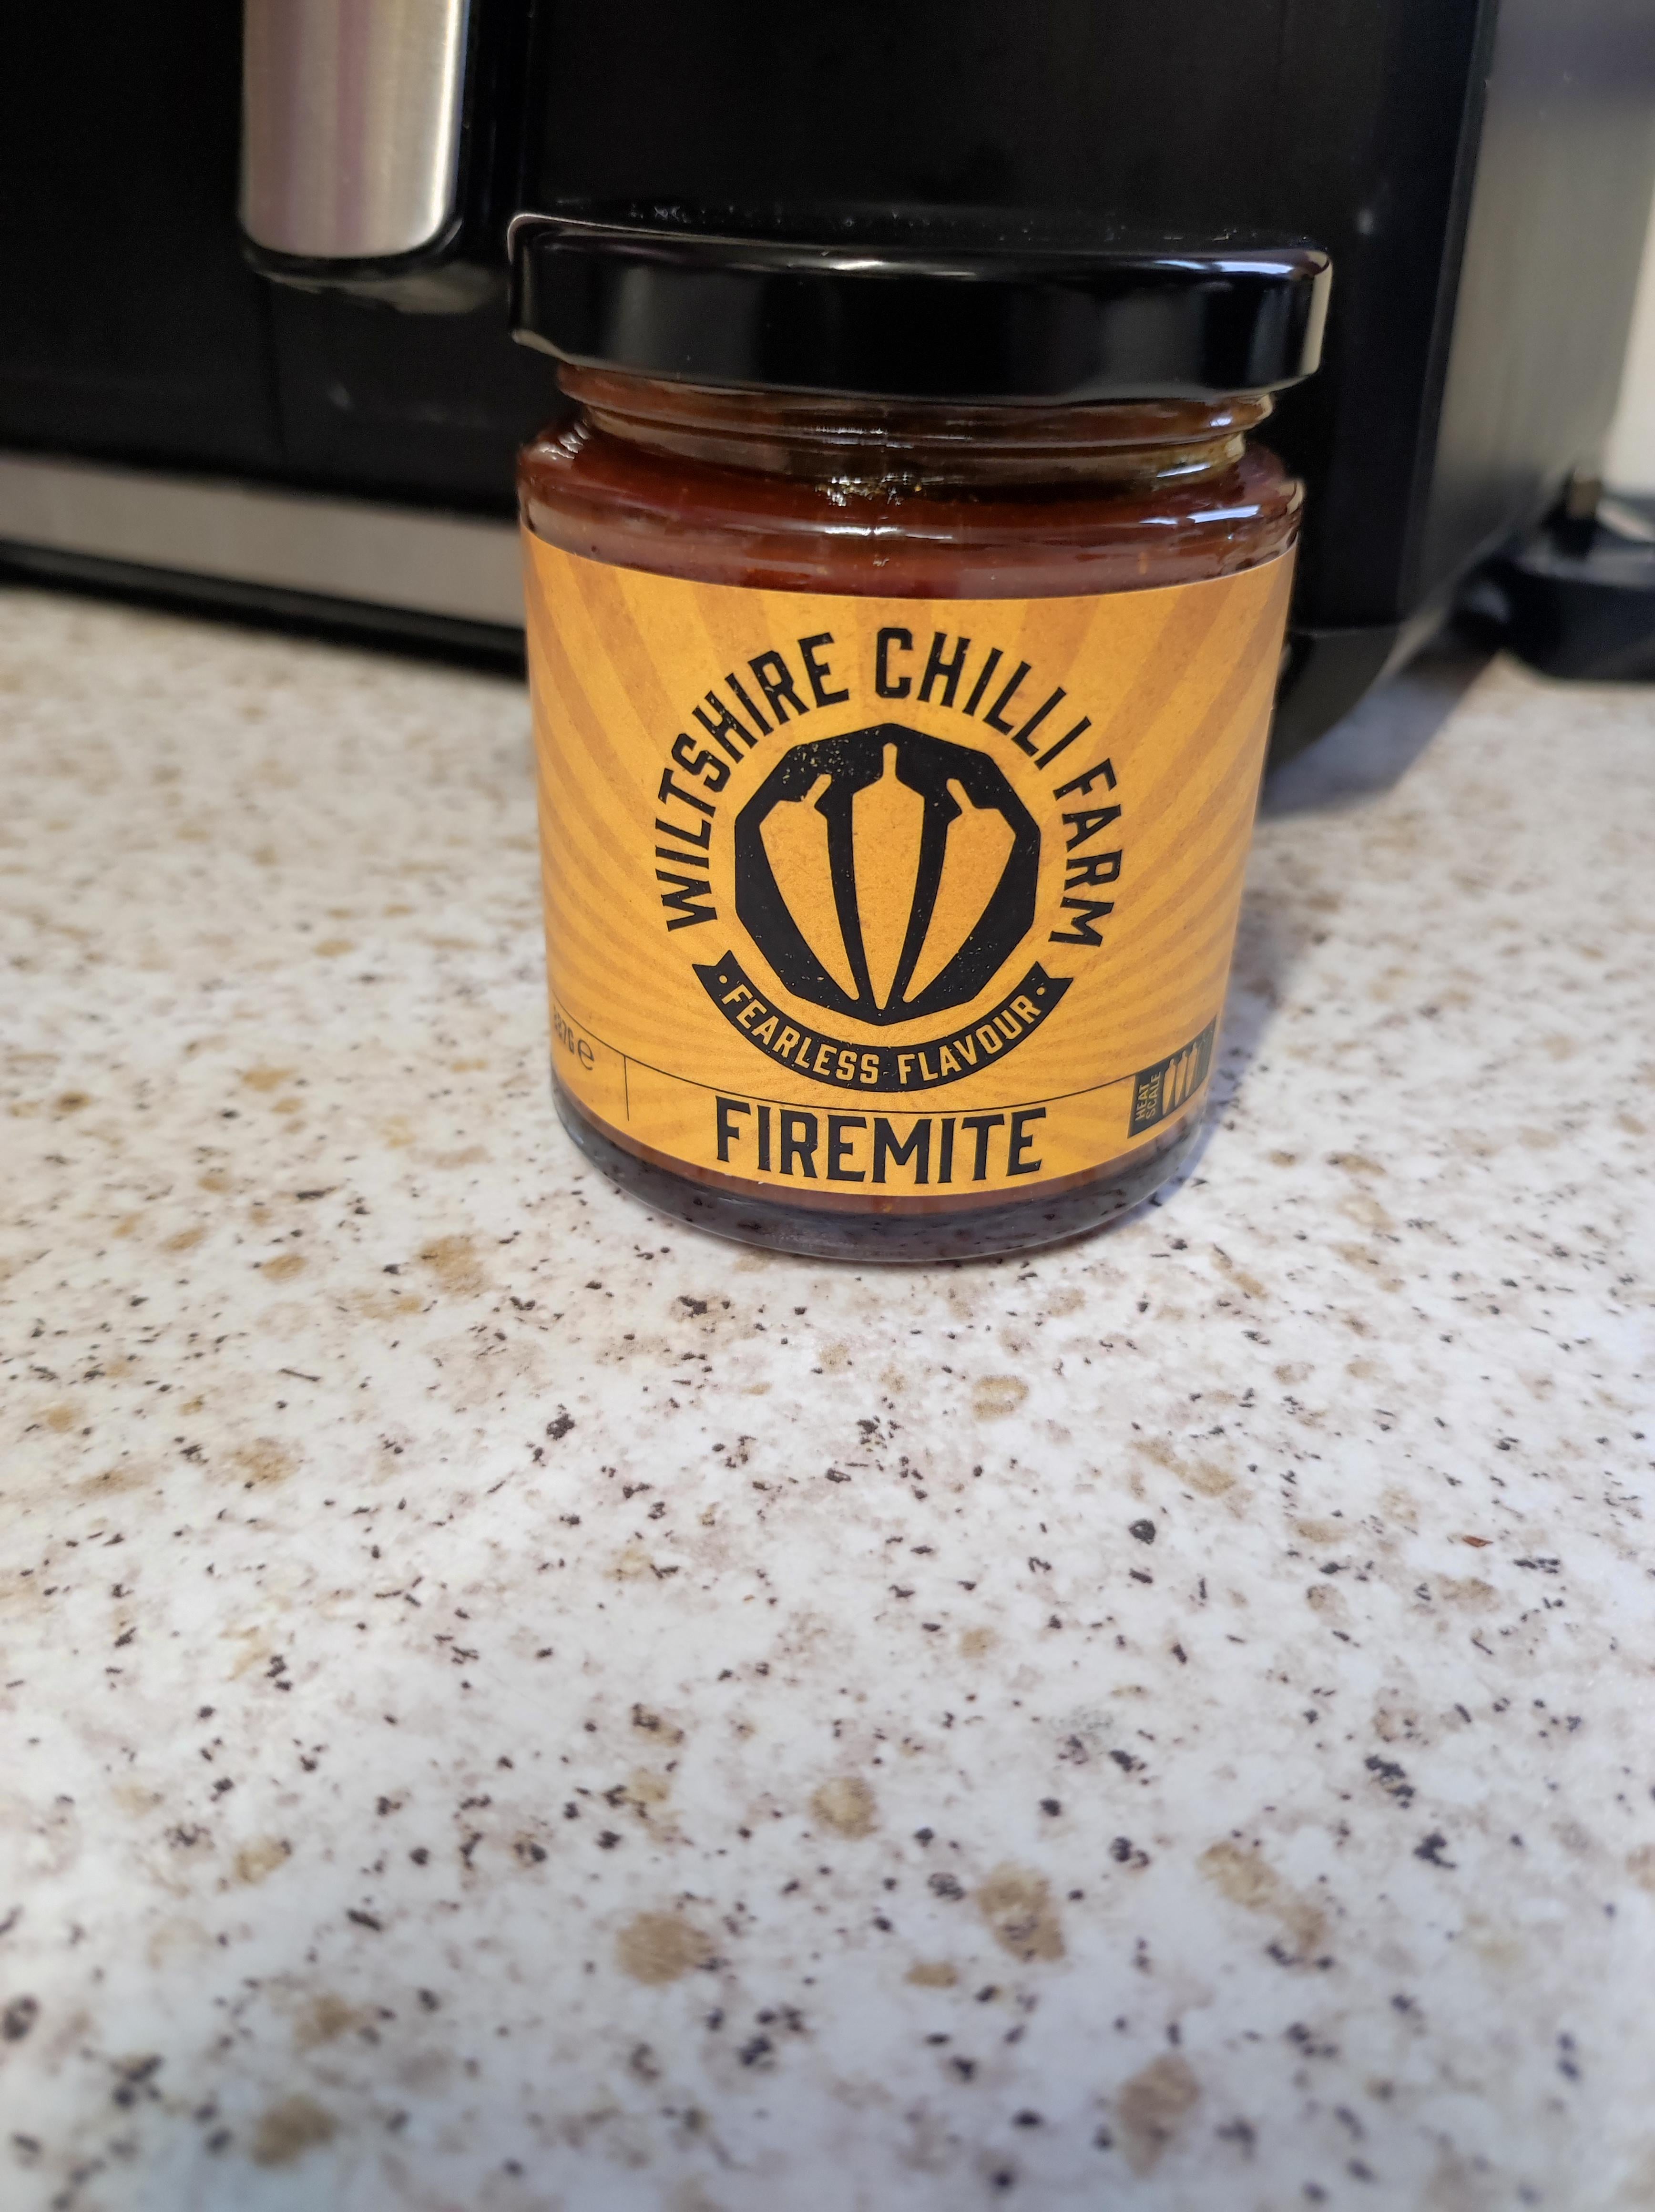 WILTSHIRE CHILLI FARM
• FEARLESS FLAVOUR •
FIREMITE
HEAT
SCALE